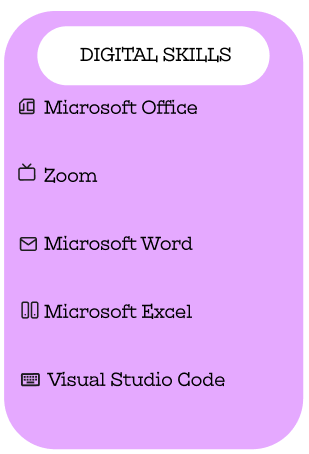 DIGITAL SKILLS
Microsoft Office
Zoom
Microsoft Word
Microsoft Excel
Visual Studio Code